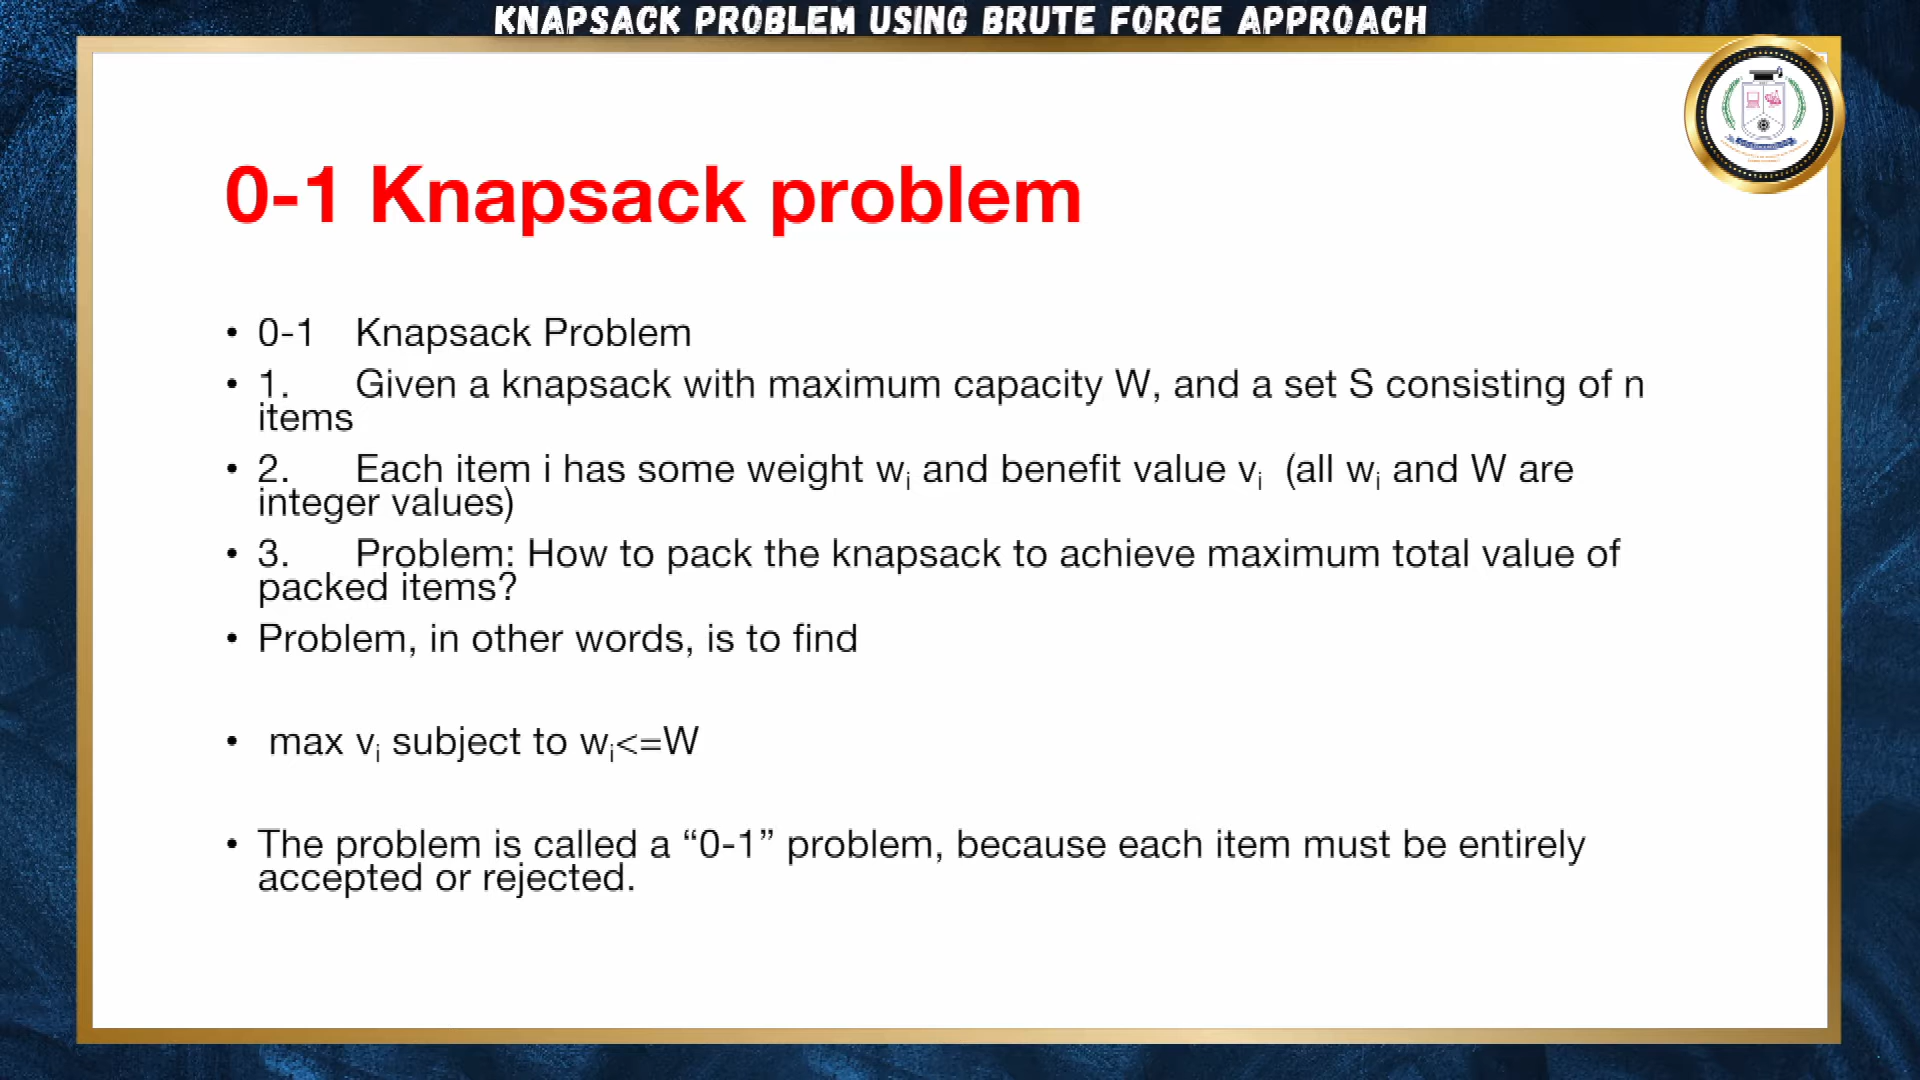 KNAPSACK PROBLEM USING BRUTE FORCE APPROACH
0-1 Knapsack problem
• 0-1 Knapsack Problem
• 1. Given a knapsack with maximum capacity W, and a set S consisting of n
items
• 2. Each item i has some weight wᵢ and benefit value vᵢ (all wᵢ and W are
integer values)
• 3. Problem: How to pack the knapsack to achieve maximum total value of
packed items?
• Problem, in other words, is to find
• max vᵢ subject to wᵢ<=W
• The problem is called a “0-1” problem, because each item must be entirely
accepted or rejected.